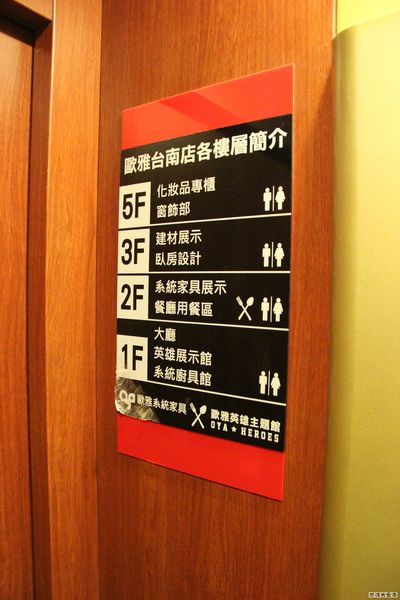 歐雅台南店各樓層簡介
5F
化妝品專櫃
窗飾部
3F
建材展示
臥房設計
2F
系統家具展示
餐廳用餐區
1F
大廳
英雄展示館
系統廚具館
歐雅系統家具
歐雅英雄主題館
OYA★HEROES